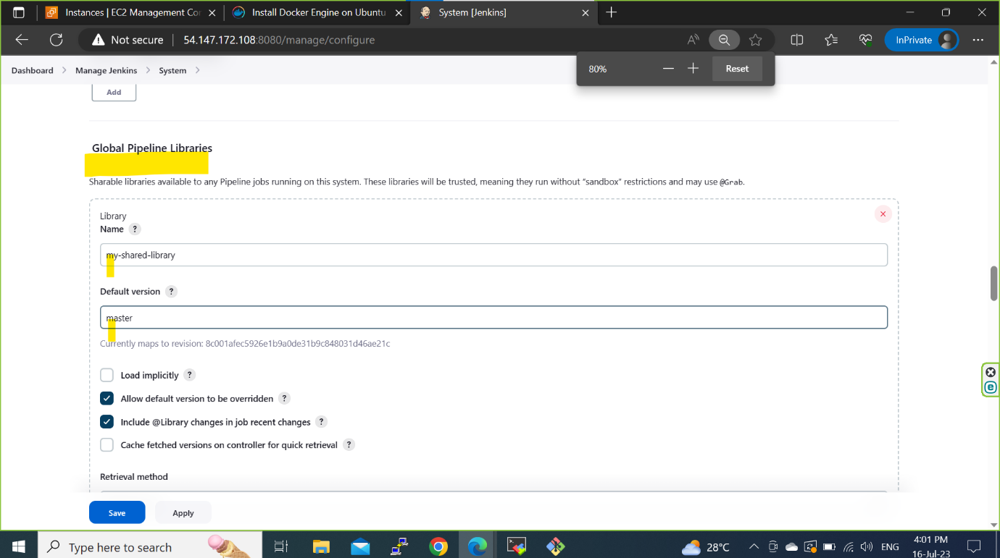 Instances | EC2 Management Co
Install Docker Engine on Ubuntu
System [Jenkins]
Not secure
54.147.172.108:8080/manage/configure
InPrivate
Dashboard
Manage Jenkins
System
80%
Reset
Add
Global Pipeline Libraries
Sharable libraries available to any Pipeline jobs running on this system. These libraries will be trusted, meaning they run without “sandbox” restrictions and may use @Grab.
Library
Name ?
my-shared-library
Default version ?
master
Currently maps to revision: 8c001afec5926e1b9a0de31b9c848031d46ae21c
Load implicitly ?
Allow default version to be overridden ?
Include @Library changes in job recent changes ?
Cache fetched versions on controller for quick retrieval ?
Retrieval method
Save
Apply
Type here to search
28°C
ENG
4:01 PM
16-Jul-23